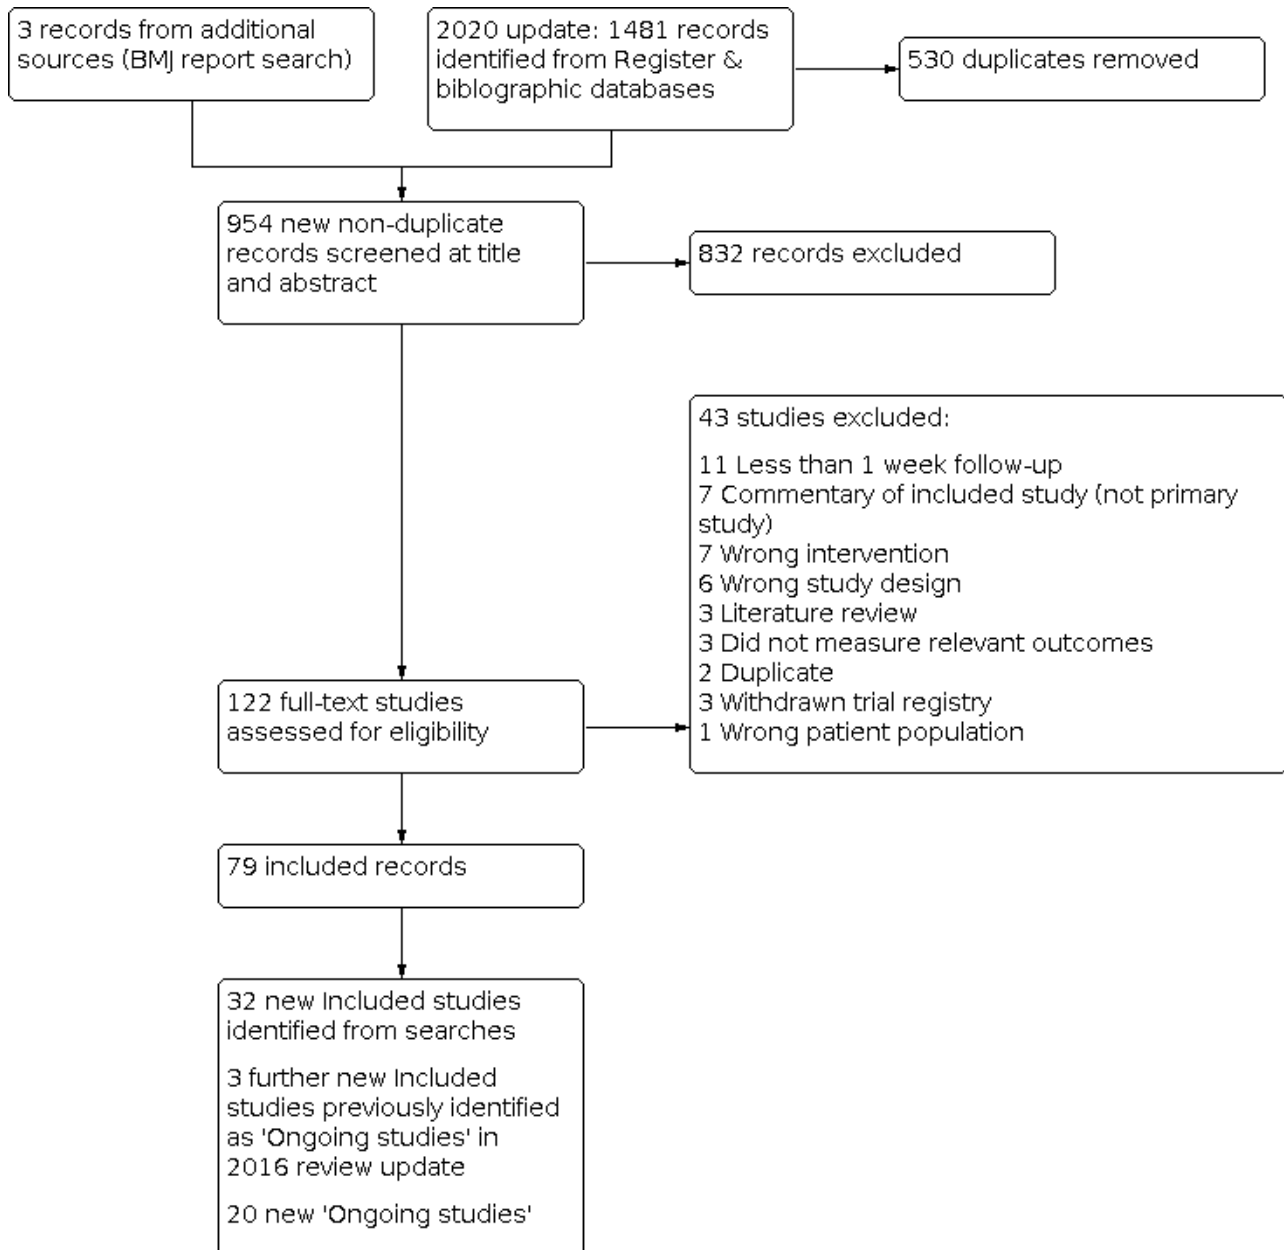 3 records from additional
sources (BMJ report search)
2020 update: 1481 records
identified from Register &
biblographic databases
530 duplicates removed
954 new non-duplicate
records screened at title
and abstract
832 records excluded
43 studies excluded:
11 Less than 1 week follow-up
7 Commentary of included study (not primary
study)
7 Wrong intervention
6 Wrong study design
3 Literature review
3 Did not measure relevant outcomes
2 Duplicate
3 Withdrawn trial registry
1 Wrong patient population
122 full-text studies
assessed for eligibility
79 included records
32 new Included studies
identified from searches
3 further new Included
studies previously identified
as 'Ongoing studies' in
2016 review update
20 new 'Ongoing studies'